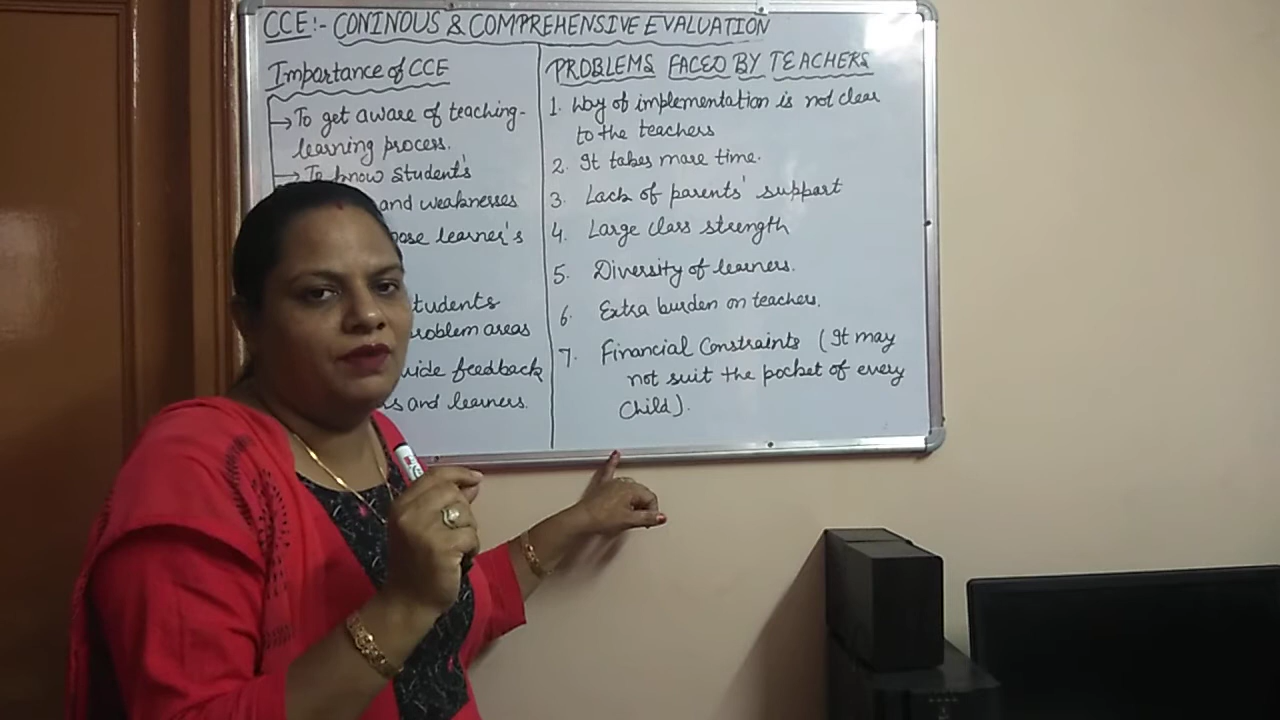 CCE:- CONINOUS & COMPREHENSIVE EVALUATION
Importance of CCE
→ To get aware of teaching-
learning process.
→ To know Student's
and weaknesses
learner's
students
problem areas
feedback
and learners.
PROBLEMS FACED BY TEACHERS
1. Way of implementation is not clear
to the teachers
2. It takes more time.
3. Lack of parents' support
4. Large class strength
5. Diversity of learners.
6. Extra burden on teachers.
7. Financial Constraints (It may
not suit the pocket of every
Child).